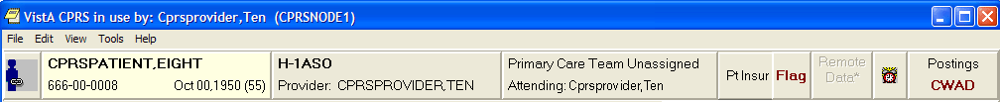 VistA CPRS in use by: Cprsprovider,Ten (CPRSNODE1)
File Edit View Tools Help
CPRSPATIENT,EIGHT
666-00-0008 Oct 00,1950 (55)
H-1ASO
Provider: CPRSPROVIDER,TEN
Primary Care Team Unassigned
Attending: Cprsprovider,Ten
Pt Insur
Flag
Remote
Data*
Postings
CWAD